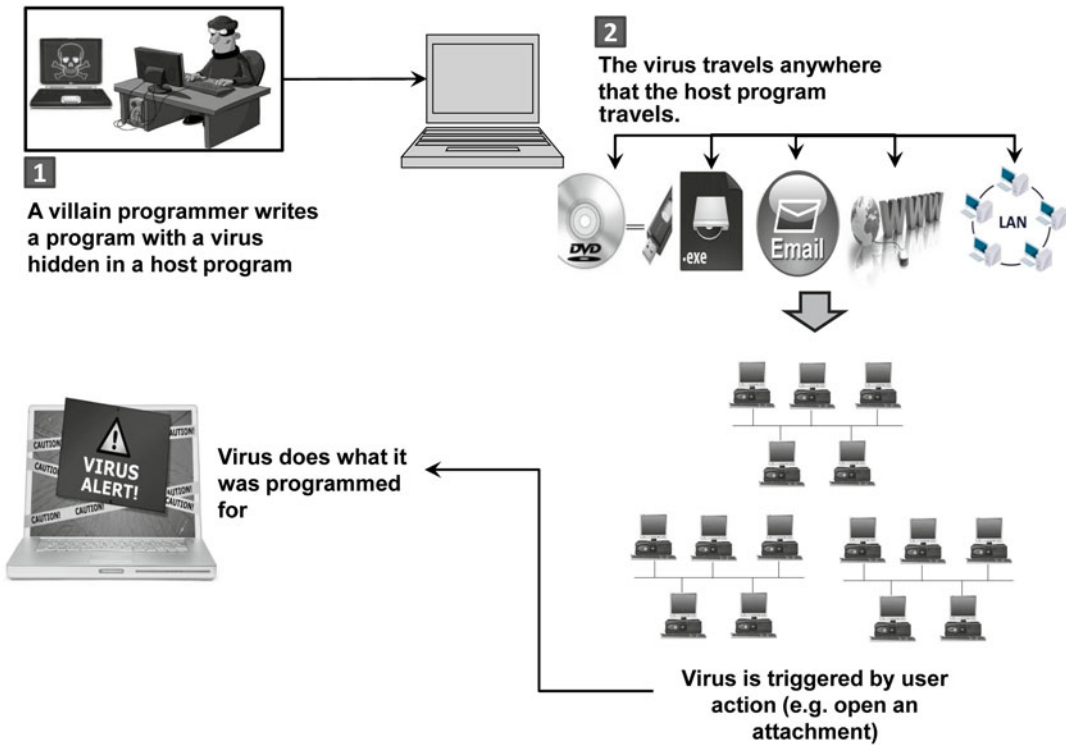 1
A villain programmer writes
a program with a virus
hidden in a host program
2
The virus travels anywhere
that the host program
travels.
DVD
.exe
Email
WWW
LAN
Virus is triggered by user
action (e.g. open an
attachment)
Virus does what it
was programmed
for
VIRUS
ALERT!
CAUTION!
CAUTION!
CAUTION!
CAUTION!
CAUTION!
CAUTION!